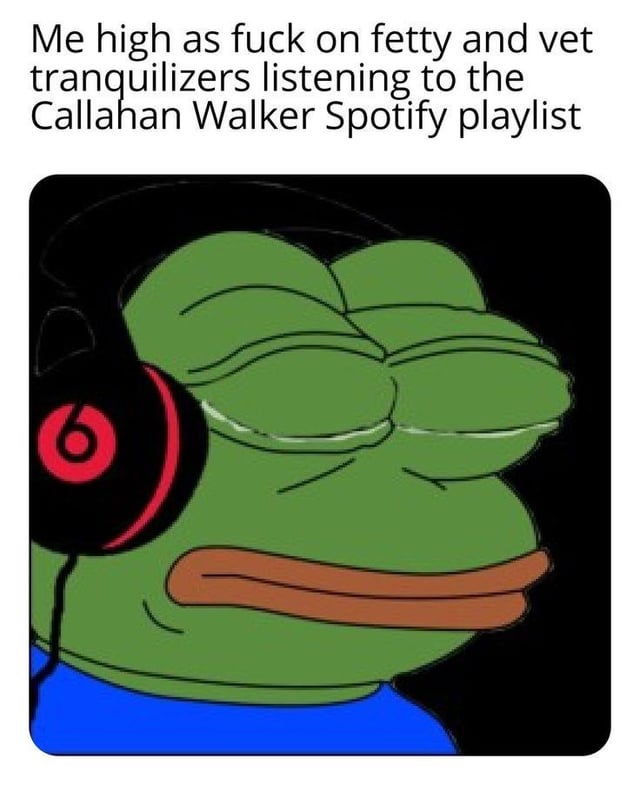 Me high as fuck on fetty and vet
tranquilizers listening to the
Callahan Walker Spotify playlist